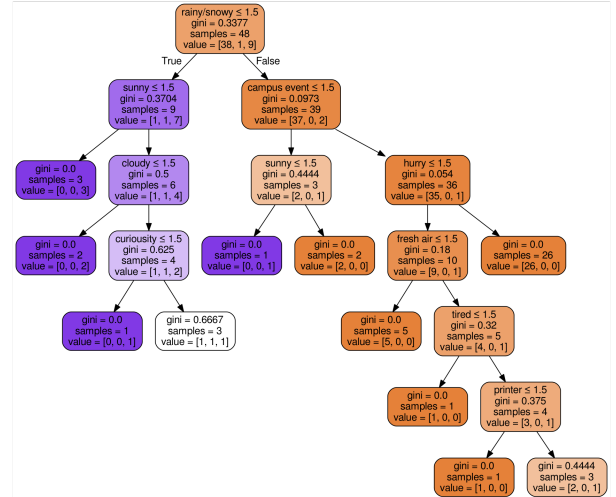 rainy/snowy ≤ 1.5
gini = 0.3377
samples = 48
value = [38, 1, 9]
True
False
sunny ≤ 1.5
gini = 0.3704
samples = 9
value = [1, 1, 7]
campus event ≤ 1.5
gini = 0.0973
samples = 39
value = [37, 0, 2]
gini = 0.0
samples = 3
value = [0, 0, 3]
cloudy ≤ 1.5
gini = 0.5
samples = 6
value = [1, 1, 4]
sunny ≤ 1.5
gini = 0.4444
samples = 3
value = [2, 0, 1]
hurry ≤ 1.5
gini = 0.054
samples = 36
value = [35, 0, 1]
gini = 0.0
samples = 2
value = [0, 0, 2]
curiousity ≤ 1.5
gini = 0.625
samples = 4
value = [1, 1, 2]
gini = 0.0
samples = 1
value = [0, 0, 1]
gini = 0.0
samples = 2
value = [2, 0, 0]
fresh air ≤ 1.5
gini = 0.18
samples = 10
value = [9, 0, 1]
gini = 0.0
samples = 26
value = [26, 0, 0]
gini = 0.0
samples = 1
value = [0, 0, 1]
gini = 0.6667
samples = 3
value = [1, 1, 1]
gini = 0.0
samples = 5
value = [5, 0, 0]
tired ≤ 1.5
gini = 0.32
samples = 5
value = [4, 0, 1]
gini = 0.0
samples = 1
value = [1, 0, 0]
printer ≤ 1.5
gini = 0.375
samples = 4
value = [3, 0, 1]
gini = 0.0
samples = 1
value = [1, 0, 0]
gini = 0.4444
samples = 3
value = [2, 0, 1]